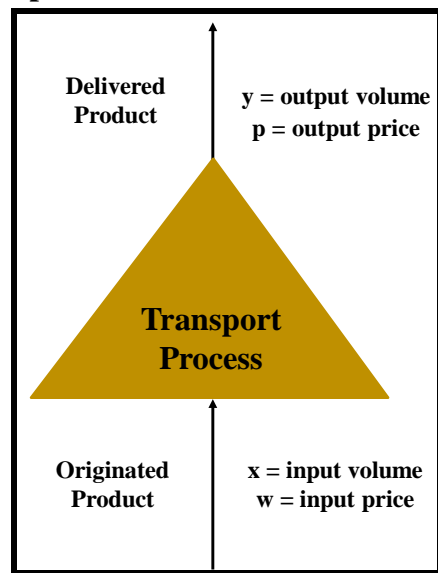 Delivered
Product
y = output volume
p = output price
Transport
Process
Originated
Product
x = input volume
w = input price